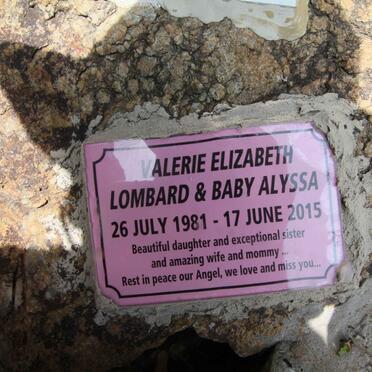 VALERIE ELIZABETH
LOMBARD & BABY ALYSSA
26 JULY 1981 - 17 JUNE 2015
Beautiful daughter and exceptional sister
and amazing wife and mommy ...
Rest in peace our Angel, we love and miss you...